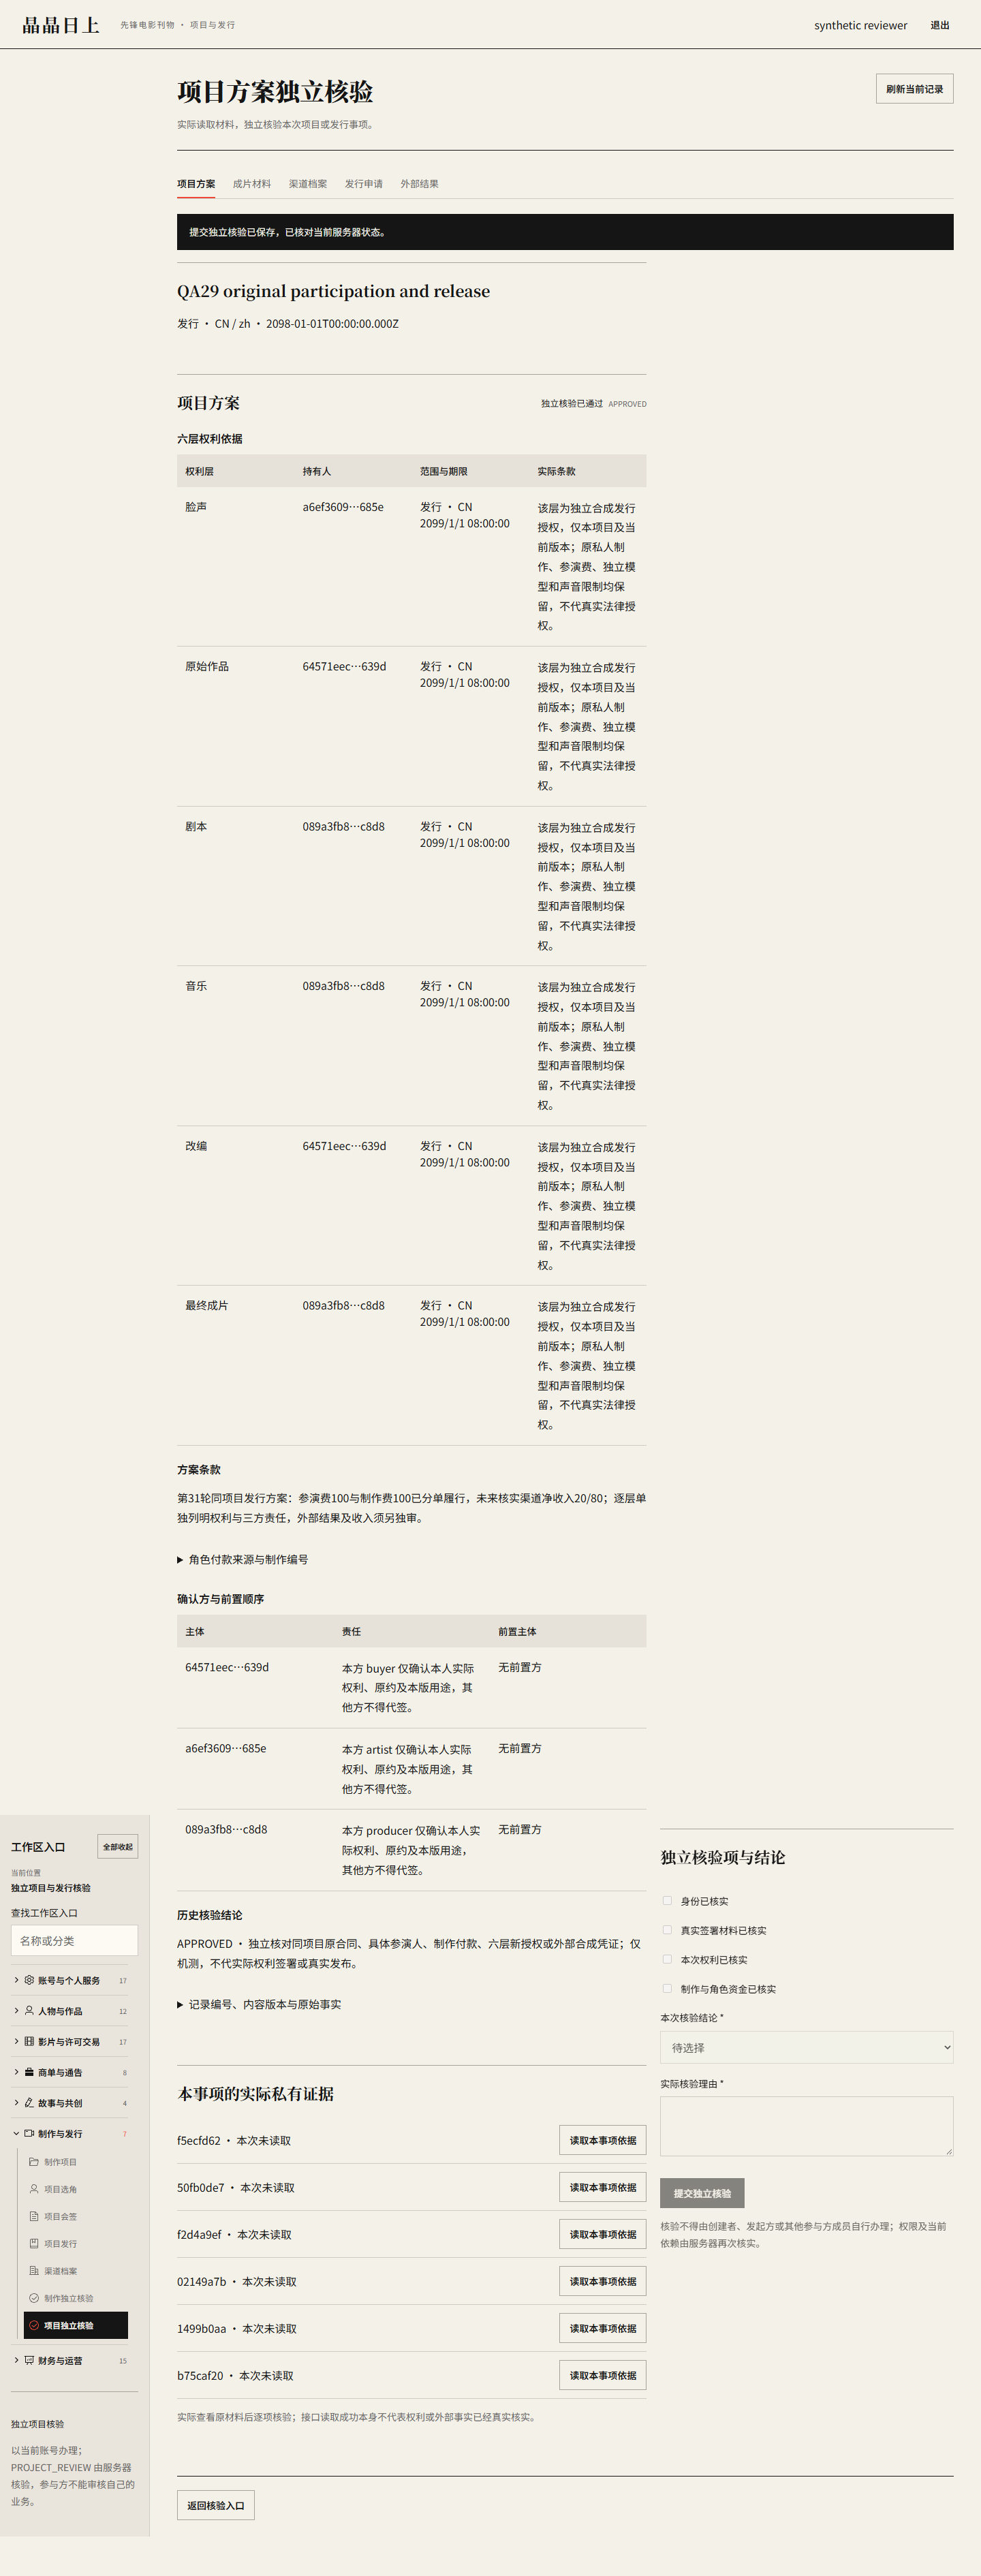 晶晶日上
先锋电影刊物 · 项目与发行
synthetic reviewer
退出
项目方案独立核验
刷新当前记录
实际读取材料，独立核验本次项目或发行事项。
项目方案
成片材料
渠道档案
发行申请
外部结果
提交独立核验已保存，已核对当前服务器状态。
QA29 original participation and release
发行 · CN / zh · 2098-01-01T00:00:00.000Z
项目方案
独立核验已通过 APPROVED
六层权利依据
权利层
持有人
范围与期限
实际条款
脸声
a6ef3609…685e
发行 · CN
2099/1/1 08:00:00
该层为独立合成发行
授权，仅本项目及当
前版本；原私人制
作、参演费、独立模
型和声音限制均保
留，不代真实法律授
权。
原始作品
64571eec…639d
发行 · CN
2099/1/1 08:00:00
该层为独立合成发行
授权，仅本项目及当
前版本；原私人制
作、参演费、独立模
型和声音限制均保
留，不代真实法律授
权。
剧本
089a3fb8…c8d8
发行 · CN
2099/1/1 08:00:00
该层为独立合成发行
授权，仅本项目及当
前版本；原私人制
作、参演费、独立模
型和声音限制均保
留，不代真实法律授
权。
音乐
089a3fb8…c8d8
发行 · CN
2099/1/1 08:00:00
该层为独立合成发行
授权，仅本项目及当
前版本；原私人制
作、参演费、独立模
型和声音限制均保
留，不代真实法律授
权。
改编
64571eec…639d
发行 · CN
2099/1/1 08:00:00
该层为独立合成发行
授权，仅本项目及当
前版本；原私人制
作、参演费、独立模
型和声音限制均保
留，不代真实法律授
权。
最终成片
089a3fb8…c8d8
发行 · CN
2099/1/1 08:00:00
该层为独立合成发行
授权，仅本项目及当
前版本；原私人制
作、参演费、独立模
型和声音限制均保
留，不代真实法律授
权。
方案条款
第31轮同项目发行方案：参演费100与制作费100已分单履行，未来核实渠道净收入20/80；逐层单
独列明权利与三方责任，外部结果及收入须另独审。
角色付款来源与制作编号
确认方与前置顺序
主体
责任
前置主体
64571eec…639d
本方 buyer 仅确认本人实际
权利、原约及本版用途，其
他方不得代签。
无前置方
a6ef3609…685e
本方 artist 仅确认本人实际
权利、原约及本版用途，其
他方不得代签。
无前置方
089a3fb8…c8d8
本方 producer 仅确认本人实
际权利、原约及本版用途，
其他方不得代签。
无前置方
历史核验结论
APPROVED · 独立核对同项目原合同、具体参演人、制作付款、六层新授权或外部合成凭证；仅
机测，不代实际权利签署或真实发布。
记录编号、内容版本与原始事实
本事项的实际私有证据
f5ecfd62 · 本次未读取
读取本事项依据
50fb0de7 · 本次未读取
读取本事项依据
f2d4a9ef · 本次未读取
读取本事项依据
02149a7b · 本次未读取
读取本事项依据
1499b0aa · 本次未读取
读取本事项依据
b75caf20 · 本次未读取
读取本事项依据
实际查看原材料后逐项核验；接口读取成功本身不代表权利或外部事实已经真实核实。
返回核验入口
独立核验项与结论
身份已核实
真实签署材料已核实
本次权利已核实
制作与角色资金已核实
本次核验结论 *
待选择
实际核验理由 *
提交独立核验
核验不得由创建者、发起方或其他参与方成员自行办理；权限及当前
依赖由服务器再次核实。
工作区入口
全部收起
当前位置
独立项目与发行核验
查找工作区入口
名称或分类
账号与个人服务 17
人物与作品 12
影片与许可交易 17
商单与通告 8
故事与共创 4
制作与发行 7
制作项目
项目选角
项目会签
项目发行
渠道档案
制作独立核验
项目独立核验
财务与运营 15
独立项目核验
以当前账号办理；
PROJECT_REVIEW 由服务器
核验，参与方不能审核自己的
业务。